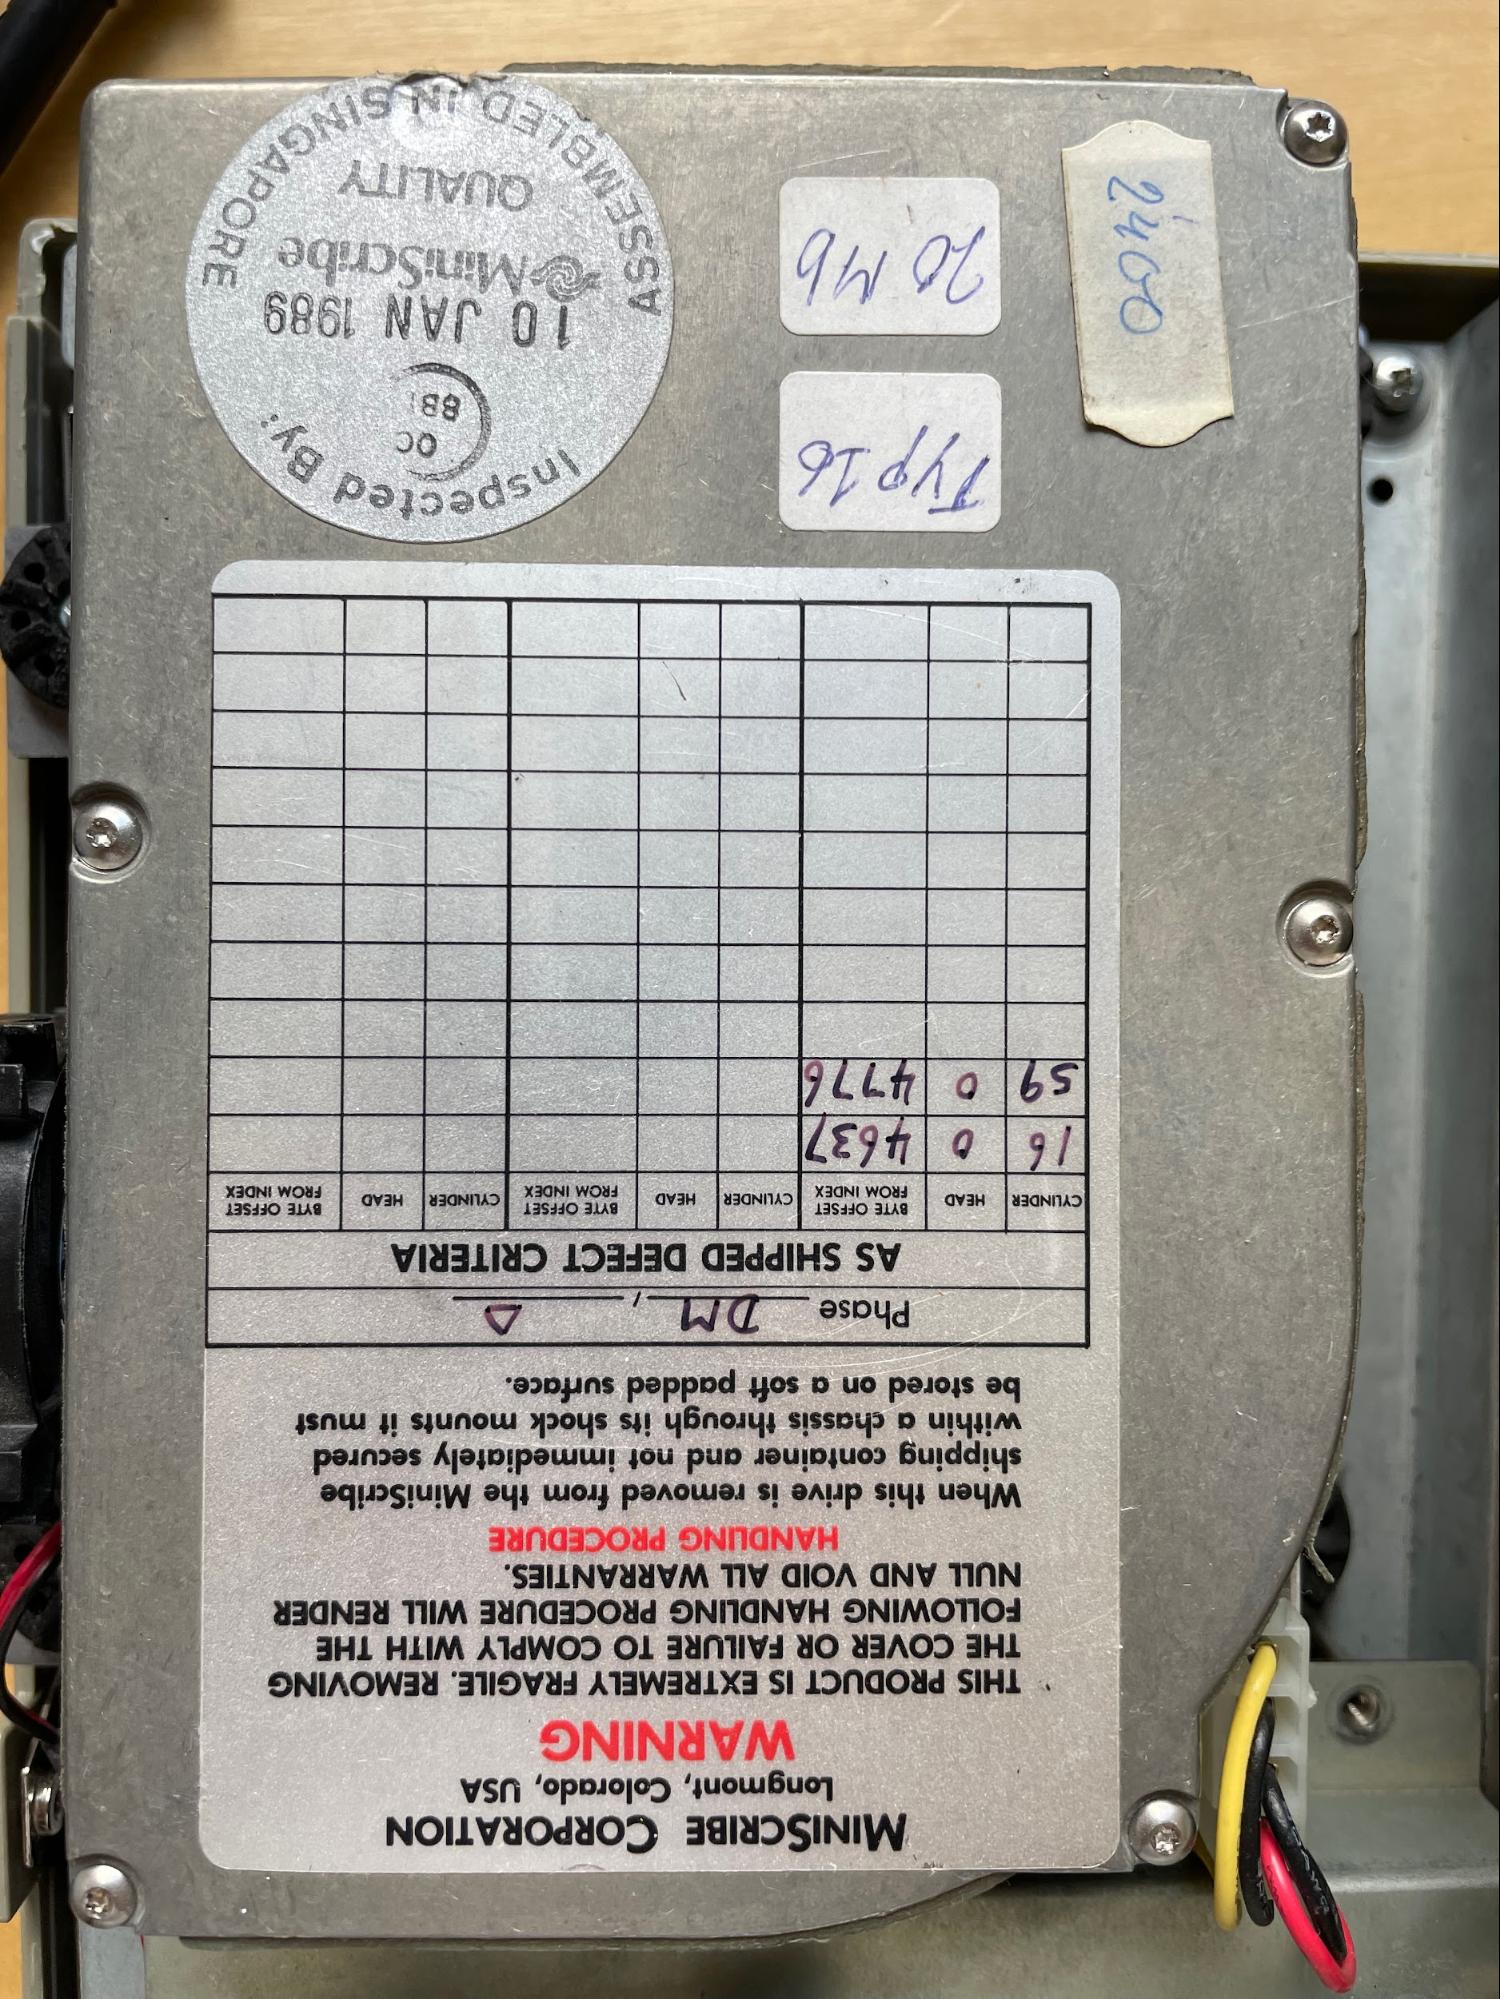 MINISCRIBE CORPORATION
Longmont, Colorado, USA
WARNING
THIS PRODUCT IS EXTREMELY FRAGILE. REMOVING
THE COVER OR FAILURE TO COMPLY WITH THE
FOLLOWING HANDLING PROCEDURE WILL RENDER
NULL AND VOID ALL WARRANTIES.
HANDLING PROCEDURE
When this drive is removed from the MiniScribe
shipping container and not immediately secured
within a chassis through its shock mounts it must
be stored on a soft padded surface.
Phase DM,
AS SHIPPED DEFECT CRITERIA
CYLINDER HEAD BYTE OFFSET FROM INDEX CYLINDER HEAD BYTE OFFSET FROM INDEX CYLINDER HEAD BYTE OFFSET FROM INDEX
16 0 4637
59 0 4776
Typ 16
20 Mb
2400
Inspected By:
QC
10 JAN 1989
MiniScribe
QUALITY
ASSEMBLED IN SINGAPORE